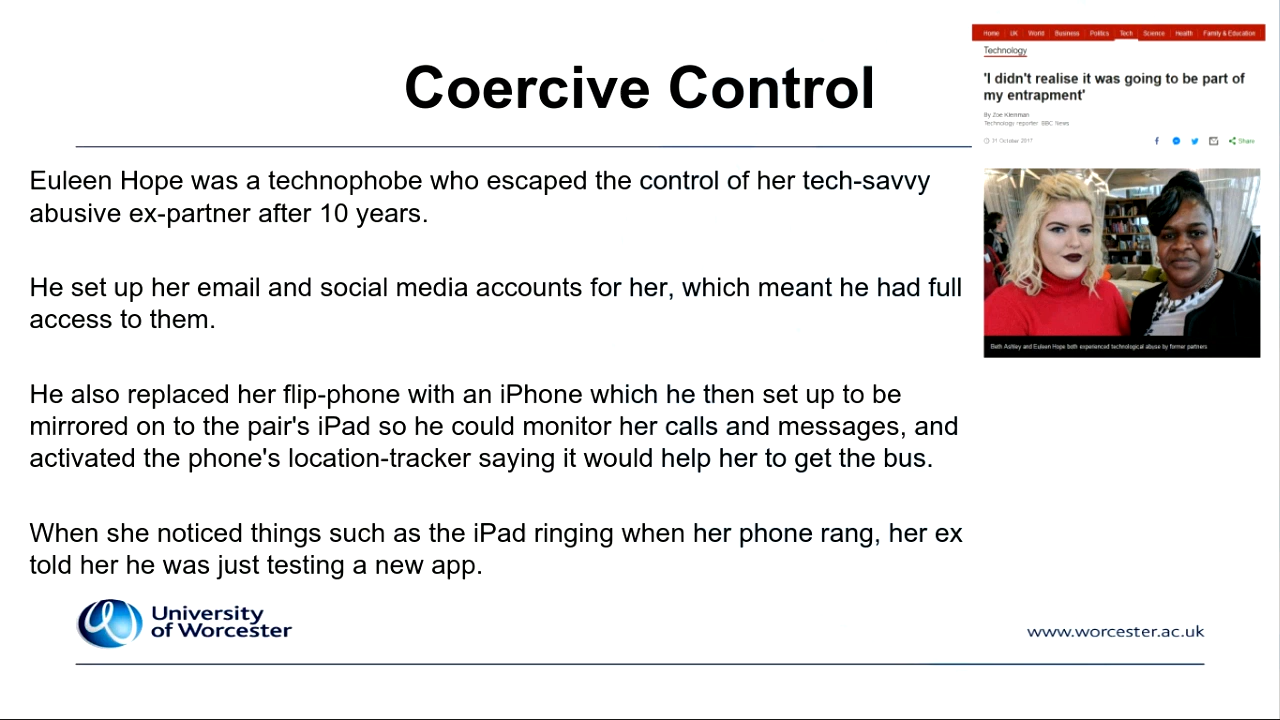 Coercive Control
Home UK World Business Politics Tech Science Health Family & Education
Technology
'I didn't realise it was going to be part of
my entrapment'
By Zoe Kleinman
Technology reporter, BBC News
31 October 2017
Share
Beth Ashley and Euleen Hope both experienced technological abuse by former partners
Euleen Hope was a technophobe who escaped the control of her tech-savvy
abusive ex-partner after 10 years.
He set up her email and social media accounts for her, which meant he had full
access to them.
He also replaced her flip-phone with an iPhone which he then set up to be
mirrored on to the pair's iPad so he could monitor her calls and messages, and
activated the phone's location-tracker saying it would help her to get the bus.
When she noticed things such as the iPad ringing when her phone rang, her ex
told her he was just testing a new app.
University
of Worcester
www.worcester.ac.uk